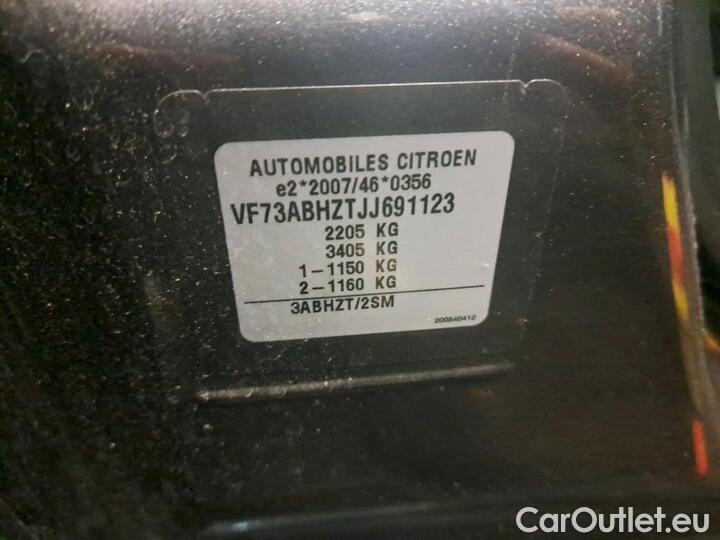 AUTOMOBILES CITROEN
e2*2007/46*0356
VF73ABHZTJJ691123
2205 KG
3405 KG
1-1150 KG
2-1160 KG
3ABHZT/2SM
200540412
CarOutlet.eu